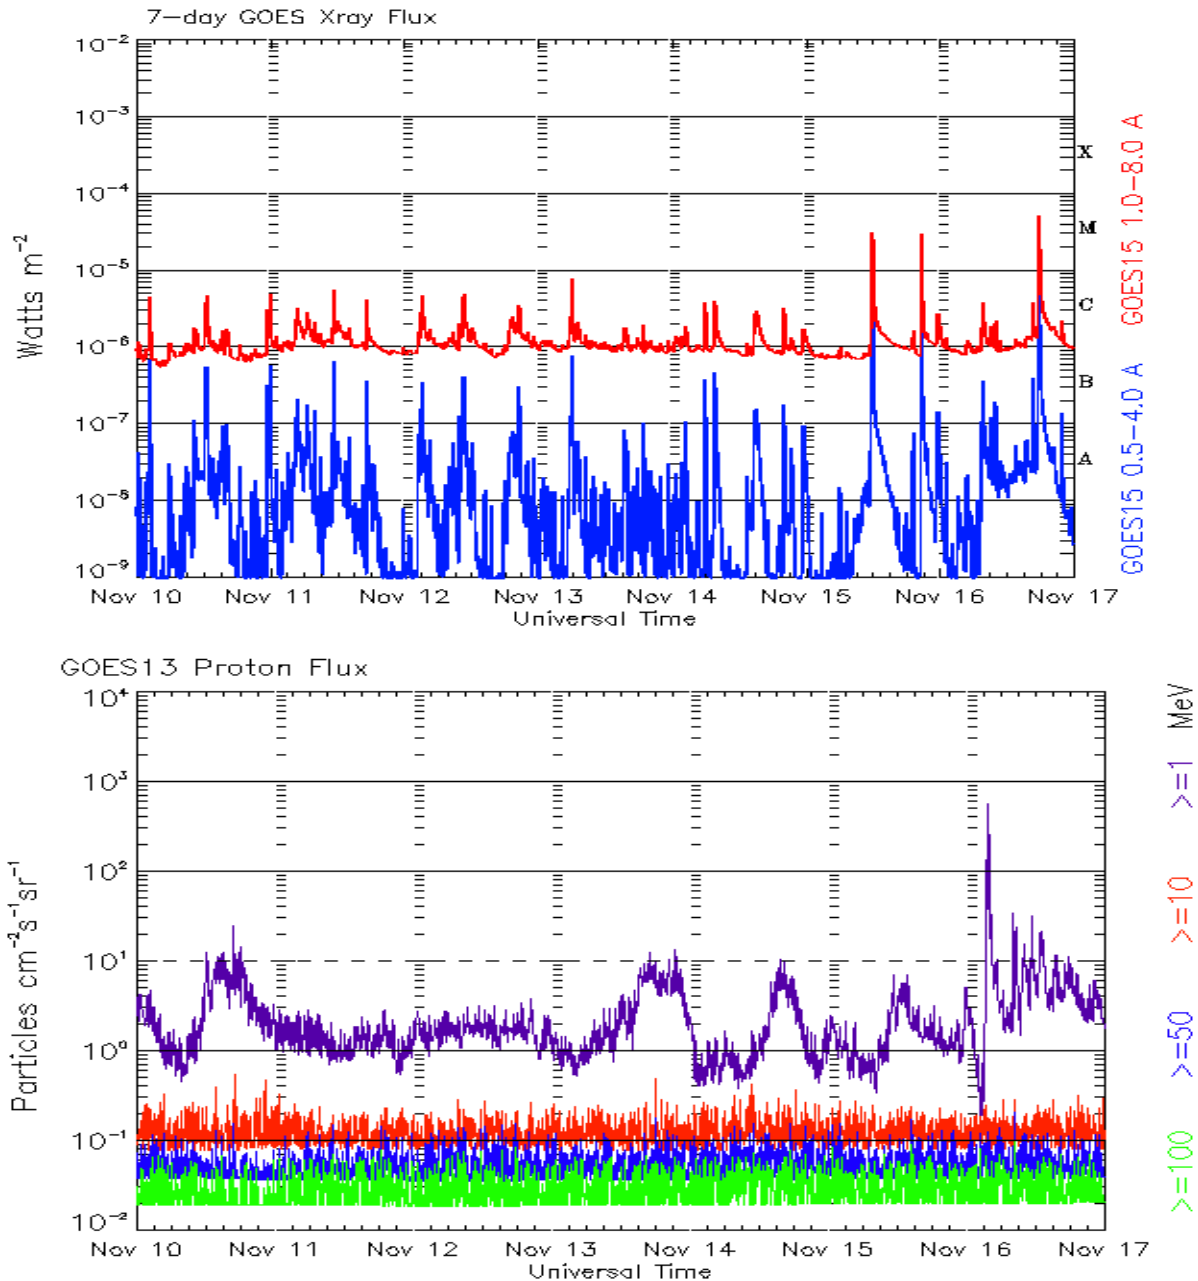 7-day GOES Xray Flux
10⁻²
10⁻³
10⁻⁴
10⁻⁵
10⁻⁶
10⁻⁷
10⁻⁸
10⁻⁹
Watts m⁻²
X
M
C
B
A
GOES15 1.0-8.0 A
GOES15 0.5-4.0 A
Nov 10 Nov 11 Nov 12 Nov 13 Nov 14 Nov 15 Nov 16 Nov 17
Universal Time
GOES13 Proton Flux
10⁴
10³
10²
10¹
10⁰
10⁻¹
10⁻²
Particles cm⁻²s⁻¹sr⁻¹
>=1 MeV
>=10
>=50
>=100
Nov 10 Nov 11 Nov 12 Nov 13 Nov 14 Nov 15 Nov 16 Nov 17
Universal Time